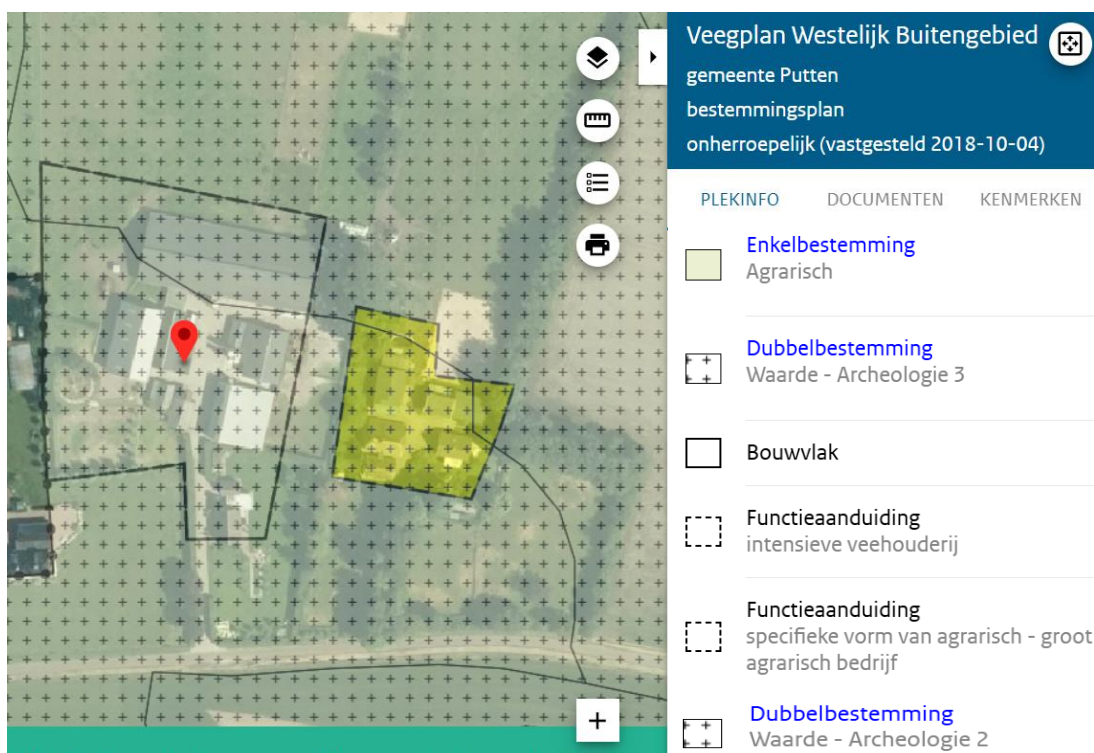 Veegplan Westelijk Buitengebied
gemeente Putten
bestemmingsplan
onherroepelijk (vastgesteld 2018-10-04)
PLEKINFO DOCUMENTEN KENMERKEN
Enkelbestemming
Agrarisch
Dubbelbestemming
Waarde - Archeologie 3
Bouwvlak
Functieaanduiding
intensieve veehouderij
Functieaanduiding
specifieke vorm van agrarisch - groot
agrarisch bedrijf
Dubbelbestemming
Waarde - Archeologie 2